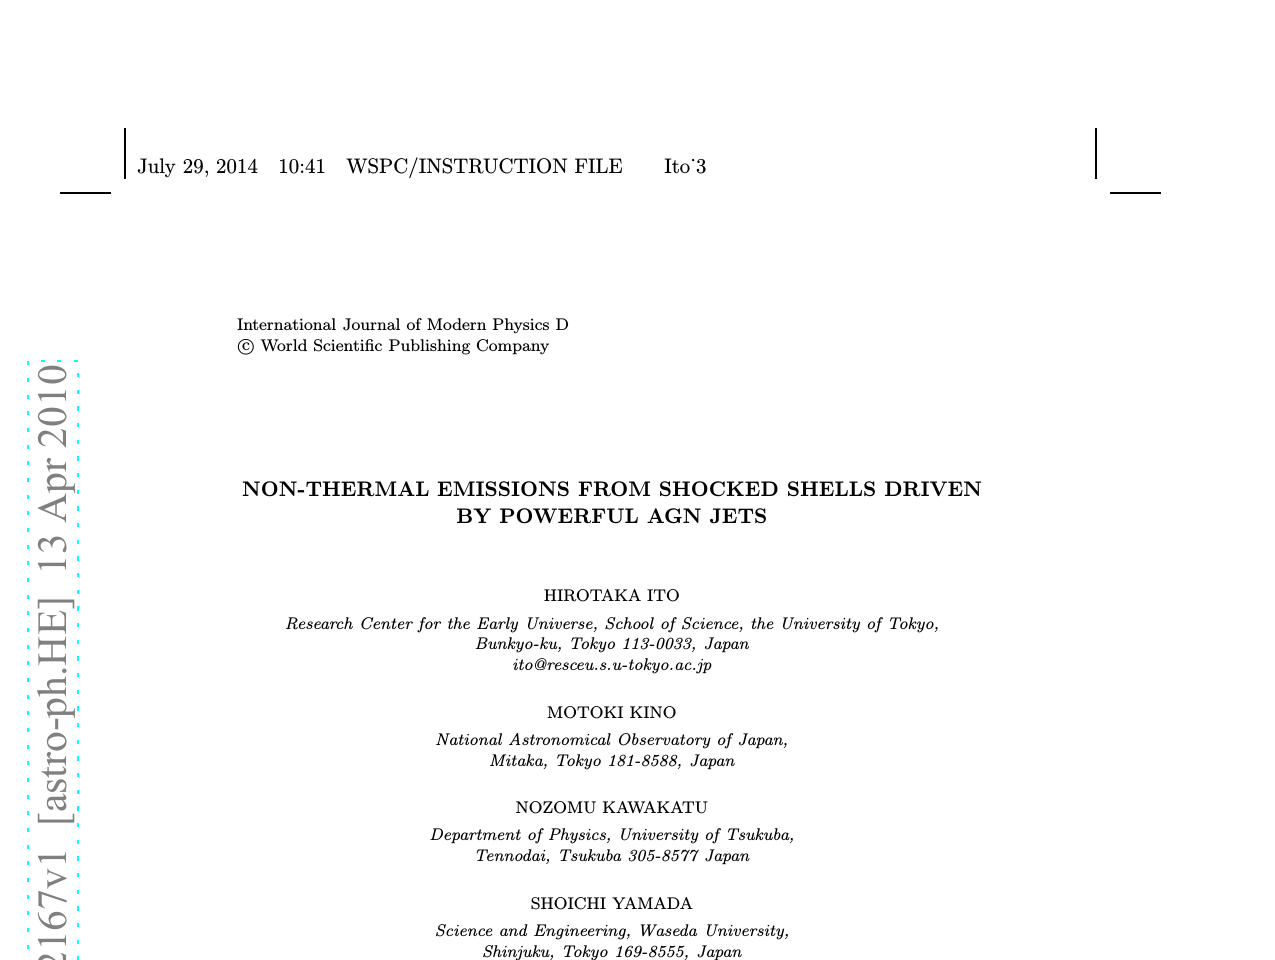 July 29, 2014 10:41 WSPC/INSTRUCTION FILE Ito˙3
International Journal of Modern Physics D
© World Scientific Publishing Company
NON-THERMAL EMISSIONS FROM SHOCKED SHELLS DRIVEN
BY POWERFUL AGN JETS
HIROTAKA ITO
Research Center for the Early Universe, School of Science, the University of Tokyo,
Bunkyo-ku, Tokyo 113-0033, Japan
ito@resceu.s.u-tokyo.ac.jp
MOTOKI KINO
National Astronomical Observatory of Japan,
Mitaka, Tokyo 181-8588, Japan
NOZOMU KAWAKATU
Department of Physics, University of Tsukuba,
Tennodai, Tsukuba 305-8577 Japan
SHOICHI YAMADA
Science and Engineering, Waseda University,
Shinjuku, Tokyo 169-8555, Japan
2167v1 [astro-ph.HE] 13 Apr 2010